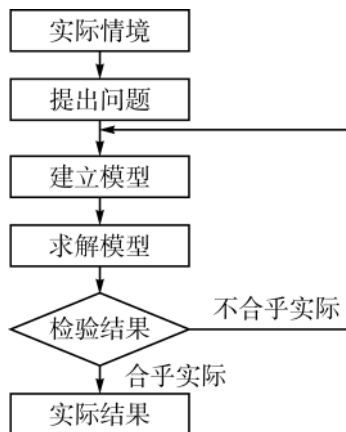 实际情境
提出问题
建立模型
求解模型
检验结果
不合乎实际
合乎实际
实际结果